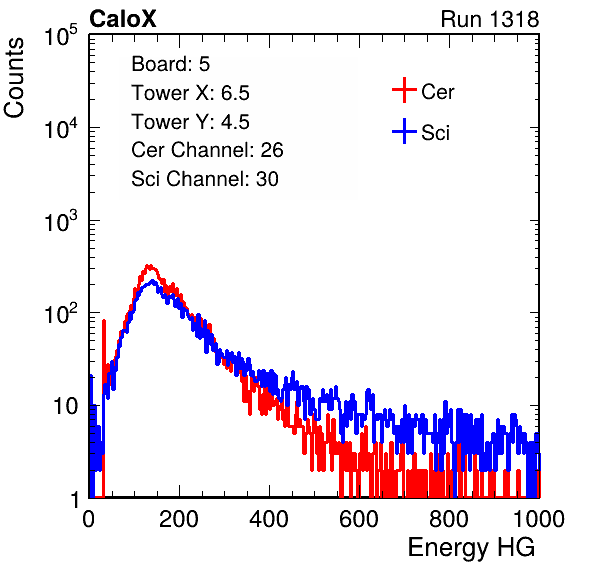 CaloX Run 1318
Counts
Board: 5
Tower X: 6.5
Tower Y: 4.5
Cer Channel: 26
Sci Channel: 30
Cer
Sci
10^5
10^4
10^3
10^2
10
1
0 200 400 600 800 1000
Energy HG